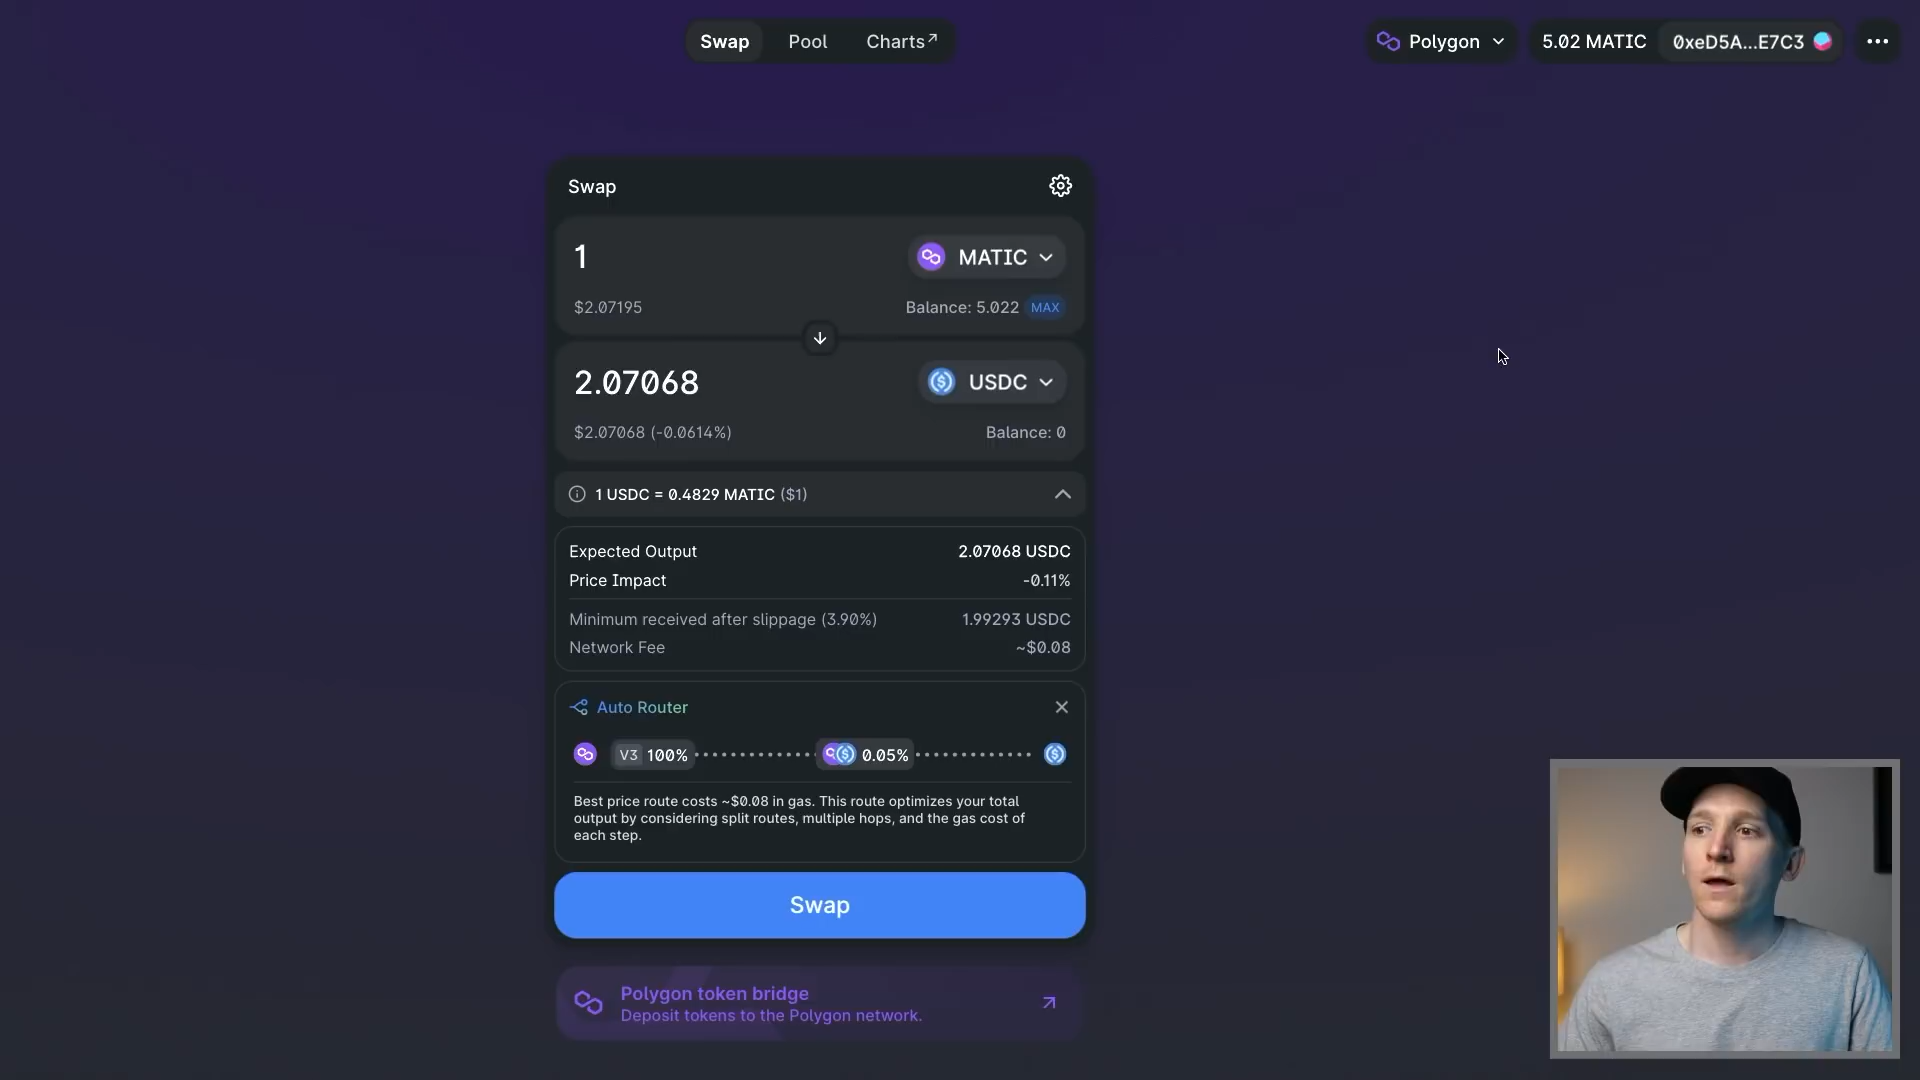 Swap Pool Charts↗
Polygon 5.02 MATIC 0xeD5A...E7C3
Swap
1 MATIC
$2.07195 Balance: 5.022 MAX
2.07068 USDC
$2.07068 (-0.0614%) Balance: 0
1 USDC = 0.4829 MATIC ($1)
Expected Output 2.07068 USDC
Price Impact -0.11%
Minimum received after slippage (3.90%) 1.99293 USDC
Network Fee ~$0.08
Auto Router
V3 100% 0.05%
Best price route costs ~$0.08 in gas. This route optimizes your total
output by considering split routes, multiple hops, and the gas cost of
each step.
Swap
Polygon token bridge
Deposit tokens to the Polygon network.